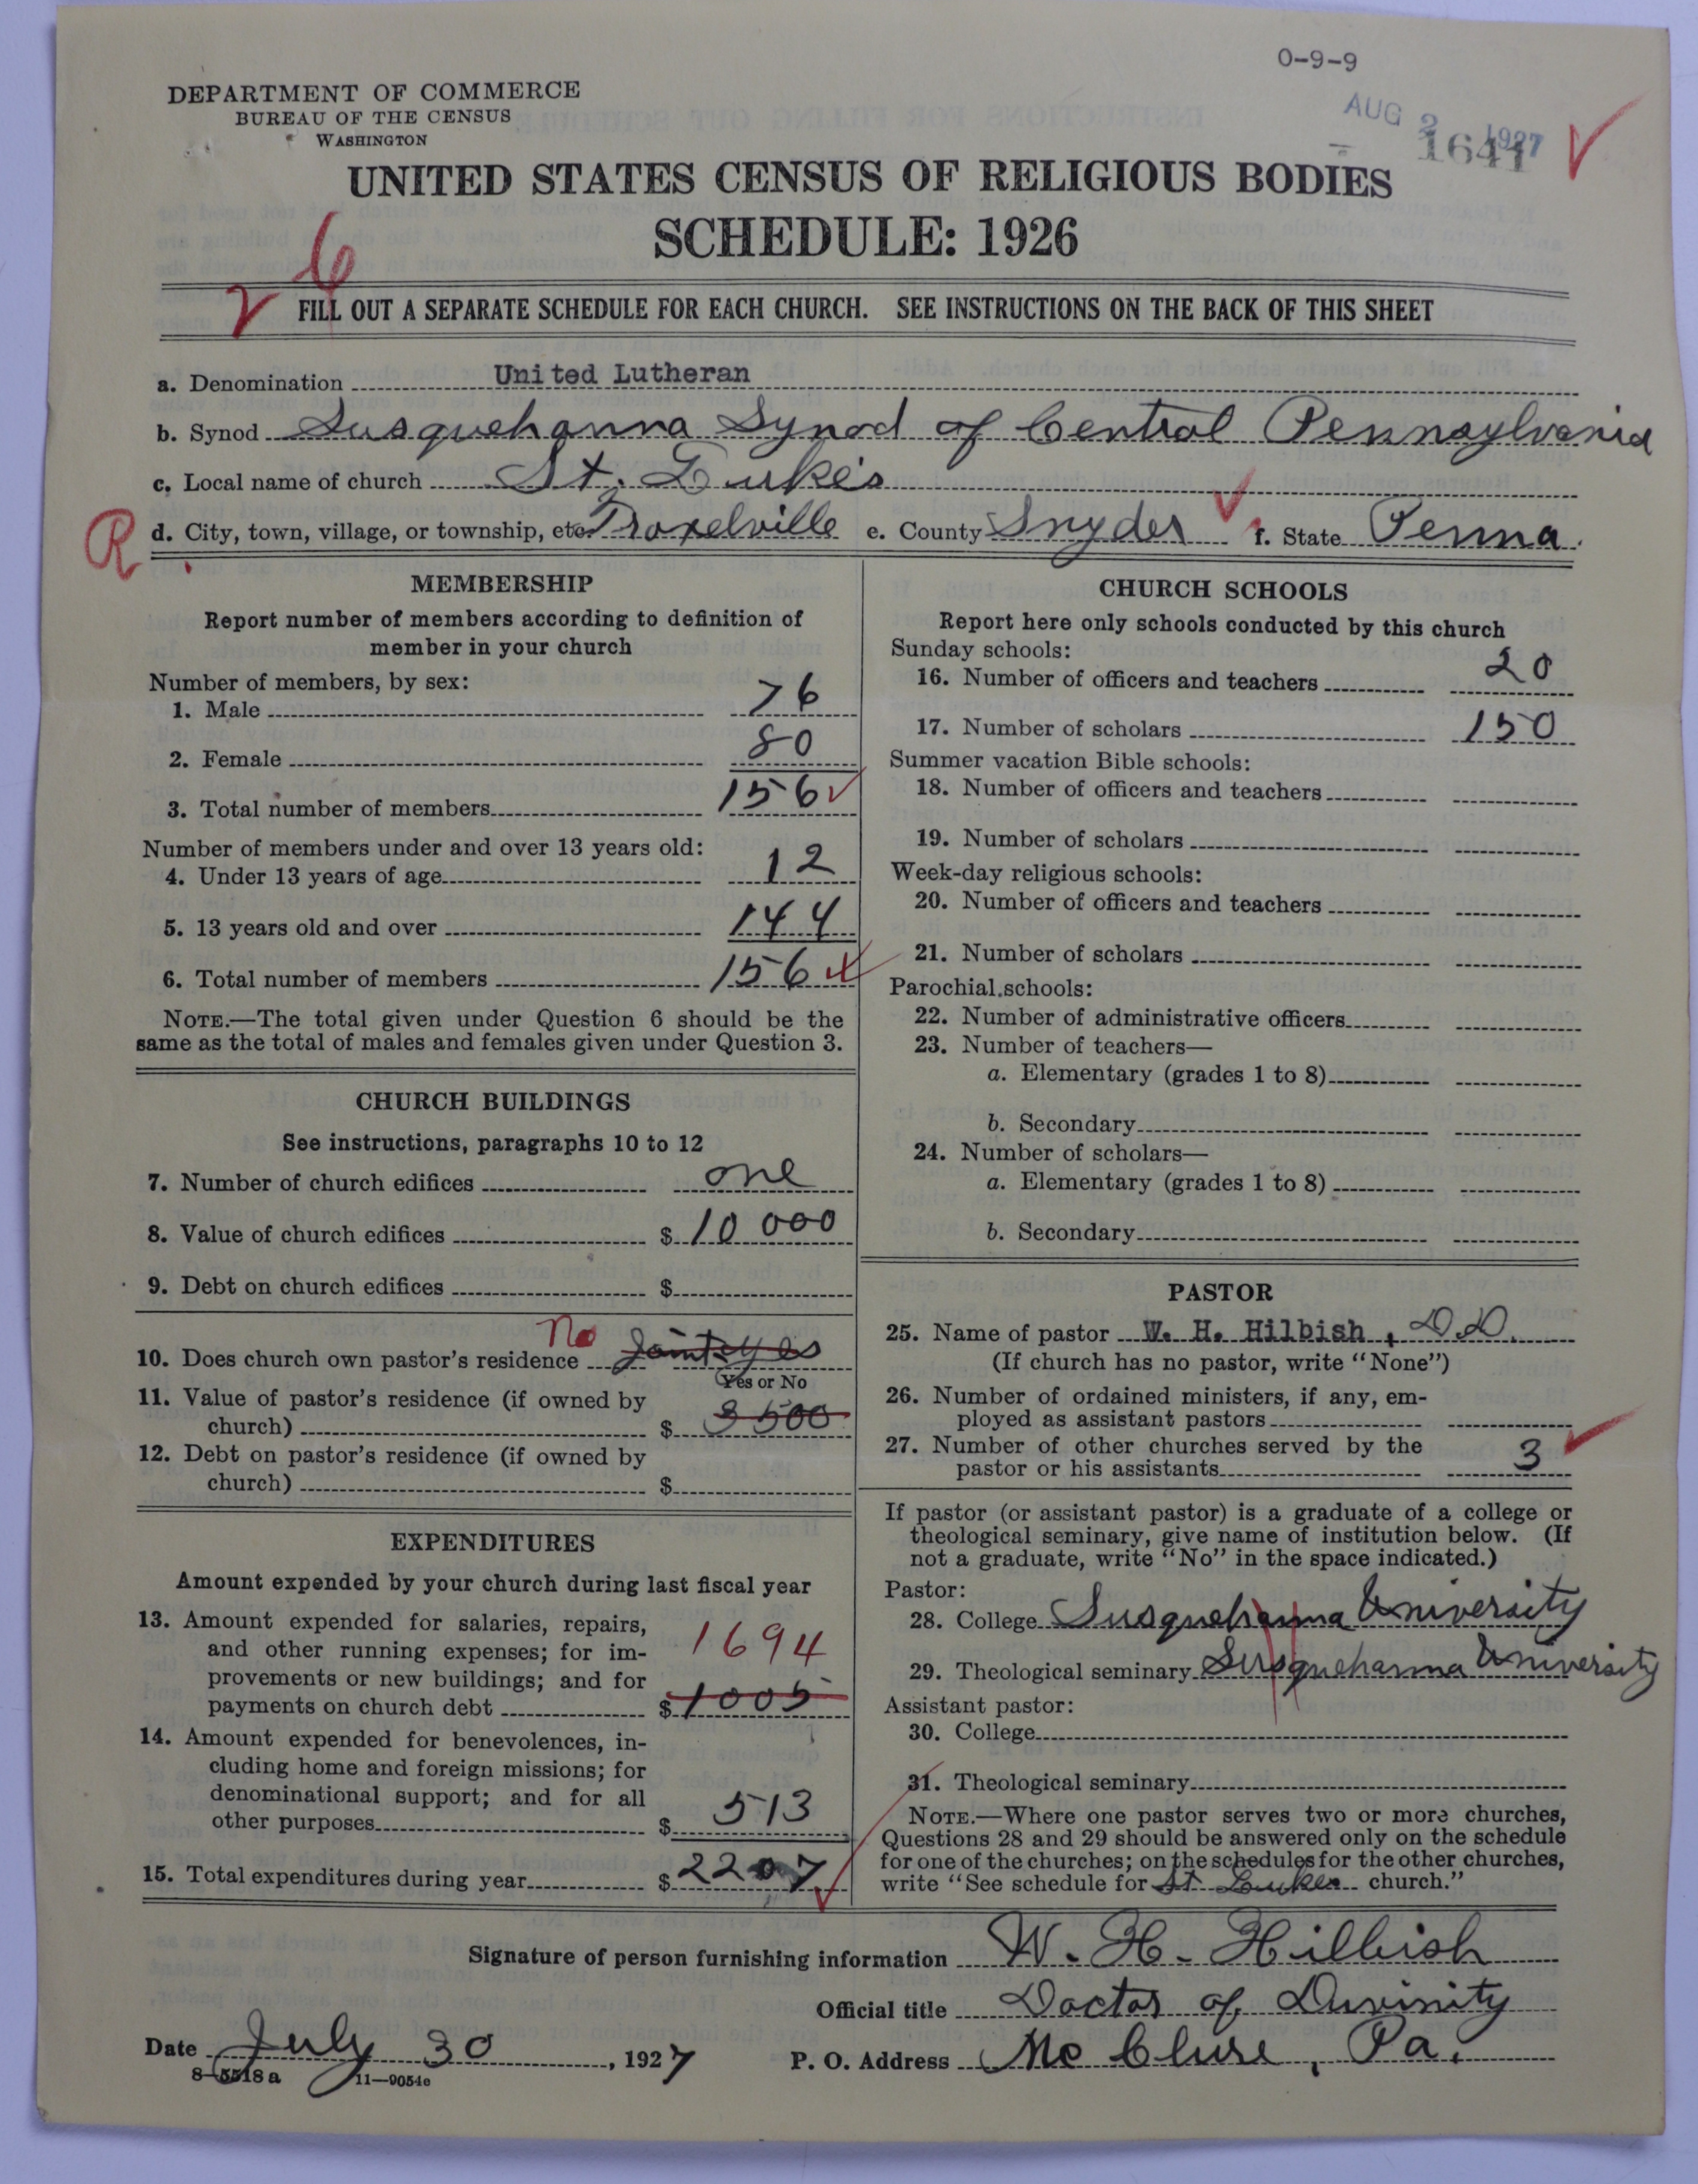 0-9-9
DEPARTMENT OF COMMERCE
BUREAU OF THE CENSUS
WASHINGTON
AUG 2 1927
1641
UNITED STATES CENSUS OF RELIGIOUS BODIES
SCHEDULE: 1926
6
2
FILL OUT A SEPARATE SCHEDULE FOR EACH CHURCH. SEE INSTRUCTIONS ON THE BACK OF THIS SHEET
a. Denomination United Lutheran
b. Synod Susquehanna Synod of Central Pennsylvania
c. Local name of church St. Luke's
R d. City, town, village, or township, etc. Troxelville e. County Snyder f. State Penna.
MEMBERSHIP
Report number of members according to definition of
member in your church
Number of members, by sex:
1. Male 76
2. Female 80
3. Total number of members 156
Number of members under and over 13 years old:
4. Under 13 years of age 12
5. 13 years old and over 144
6. Total number of members 156
NOTE.—The total given under Question 6 should be the
same as the total of males and females given under Question 3.
CHURCH BUILDINGS
See instructions, paragraphs 10 to 12
7. Number of church edifices one
8. Value of church edifices $ 10 000
9. Debt on church edifices $
10. Does church own pastor's residence no Joint yes
Yes or No
11. Value of pastor's residence (if owned by
church) $ 3500
12. Debt on pastor's residence (if owned by
church) $
EXPENDITURES
Amount expended by your church during last fiscal year
13. Amount expended for salaries, repairs,
and other running expenses; for im-
provements or new buildings; and for
payments on church debt 1694 $ 1005
14. Amount expended for benevolences, in-
cluding home and foreign missions; for
denominational support; and for all
other purposes $ 513
15. Total expenditures during year $ 2207
CHURCH SCHOOLS
Report here only schools conducted by this church
Sunday schools:
16. Number of officers and teachers 20
17. Number of scholars 150
Summer vacation Bible schools:
18. Number of officers and teachers
19. Number of scholars
Week-day religious schools:
20. Number of officers and teachers
21. Number of scholars
Parochial schools:
22. Number of administrative officers
23. Number of teachers—
a. Elementary (grades 1 to 8)
b. Secondary
24. Number of scholars—
a. Elementary (grades 1 to 8)
b. Secondary
PASTOR
25. Name of pastor W. H. Hilbish, D.D.
(If church has no pastor, write "None")
26. Number of ordained ministers, if any, em-
ployed as assistant pastors
27. Number of other churches served by the
pastor or his assistants 3
If pastor (or assistant pastor) is a graduate of a college or
theological seminary, give name of institution below. (If
not a graduate, write "No" in the space indicated.)
Pastor:
28. College Susquehanna University
29. Theological seminary Susquehanna University
Assistant pastor:
30. College
31. Theological seminary
NOTE.—Where one pastor serves two or more churches,
Questions 28 and 29 should be answered only on the schedule
for one of the churches; on the schedules for the other churches,
write "See schedule for St Lukes church."
Signature of person furnishing information W. H. Hilbish
Official title Doctor of Divinity
Date July 30, 1927 P. O. Address Mc Clure, Pa.
8—5518 a 11—9054c